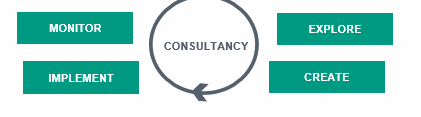 MONITOR
EXPLORE
CONSULTANCY
IMPLEMENT
CREATE